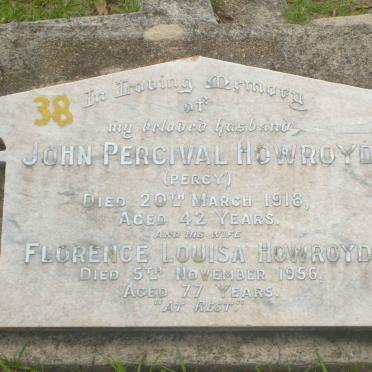 38
In Loving Memory
of
my beloved husband
John Percival Howroyd
(Percy)
Died 20th March 1918,
Aged 42 Years.
and his wife
Florence Louisa Howroyd
Died 5th November 1956,
Aged 77 Years.
"At Rest."